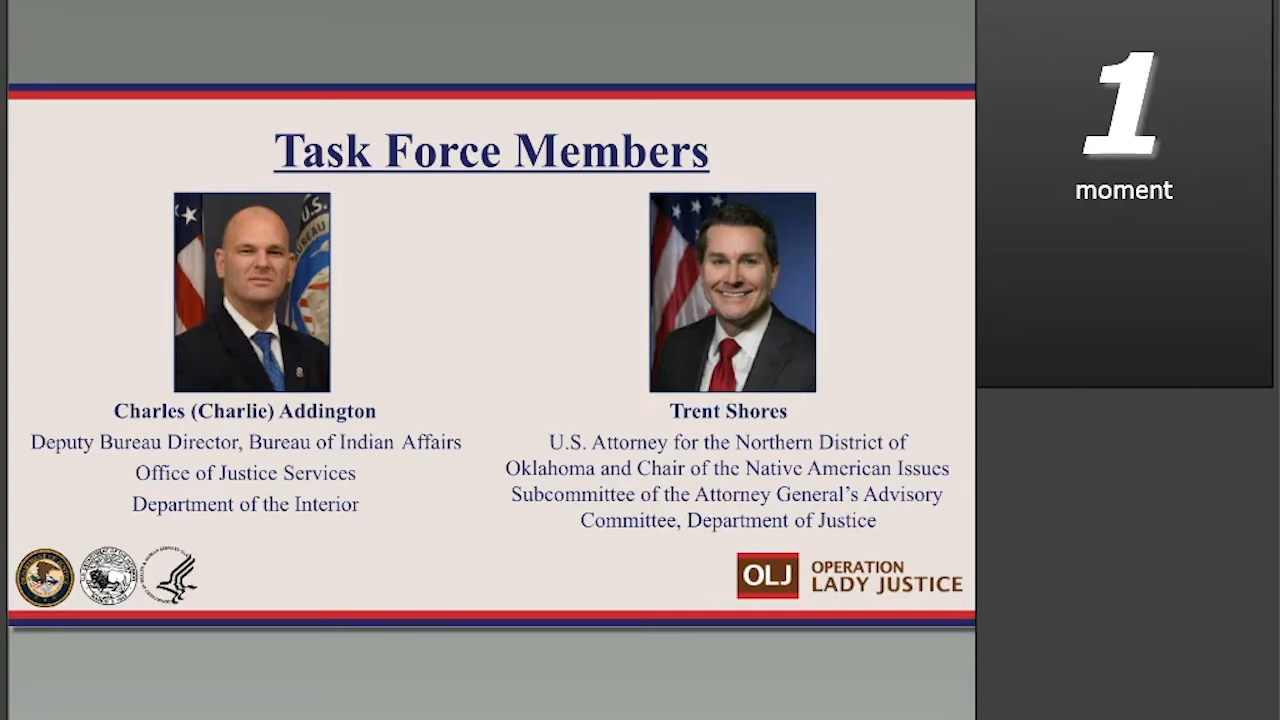 Task Force Members
U.S.
BUREAU
Charles (Charlie) Addington
Deputy Bureau Director, Bureau of Indian Affairs
Office of Justice Services
Department of the Interior
Trent Shores
U.S. Attorney for the Northern District of
Oklahoma and Chair of the Native American Issues
Subcommittee of the Attorney General's Advisory
Committee, Department of Justice
OLJ
OPERATION
LADY JUSTICE
1
moment